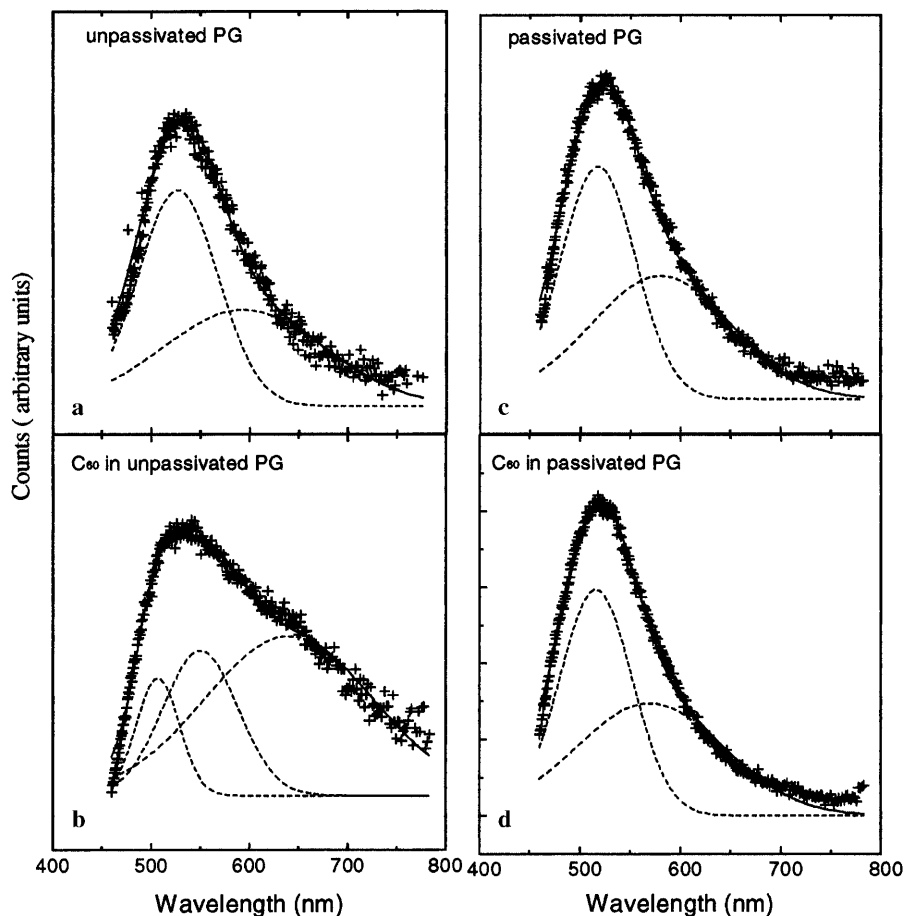 unpassivated PG
a
passivated PG
c
Counts ( arbitrary units)
C60 in unpassivated PG
b
C60 in passivated PG
d
400 500 600 700 800
400 500 600 700 800
Wavelength (nm)
Wavelength (nm)